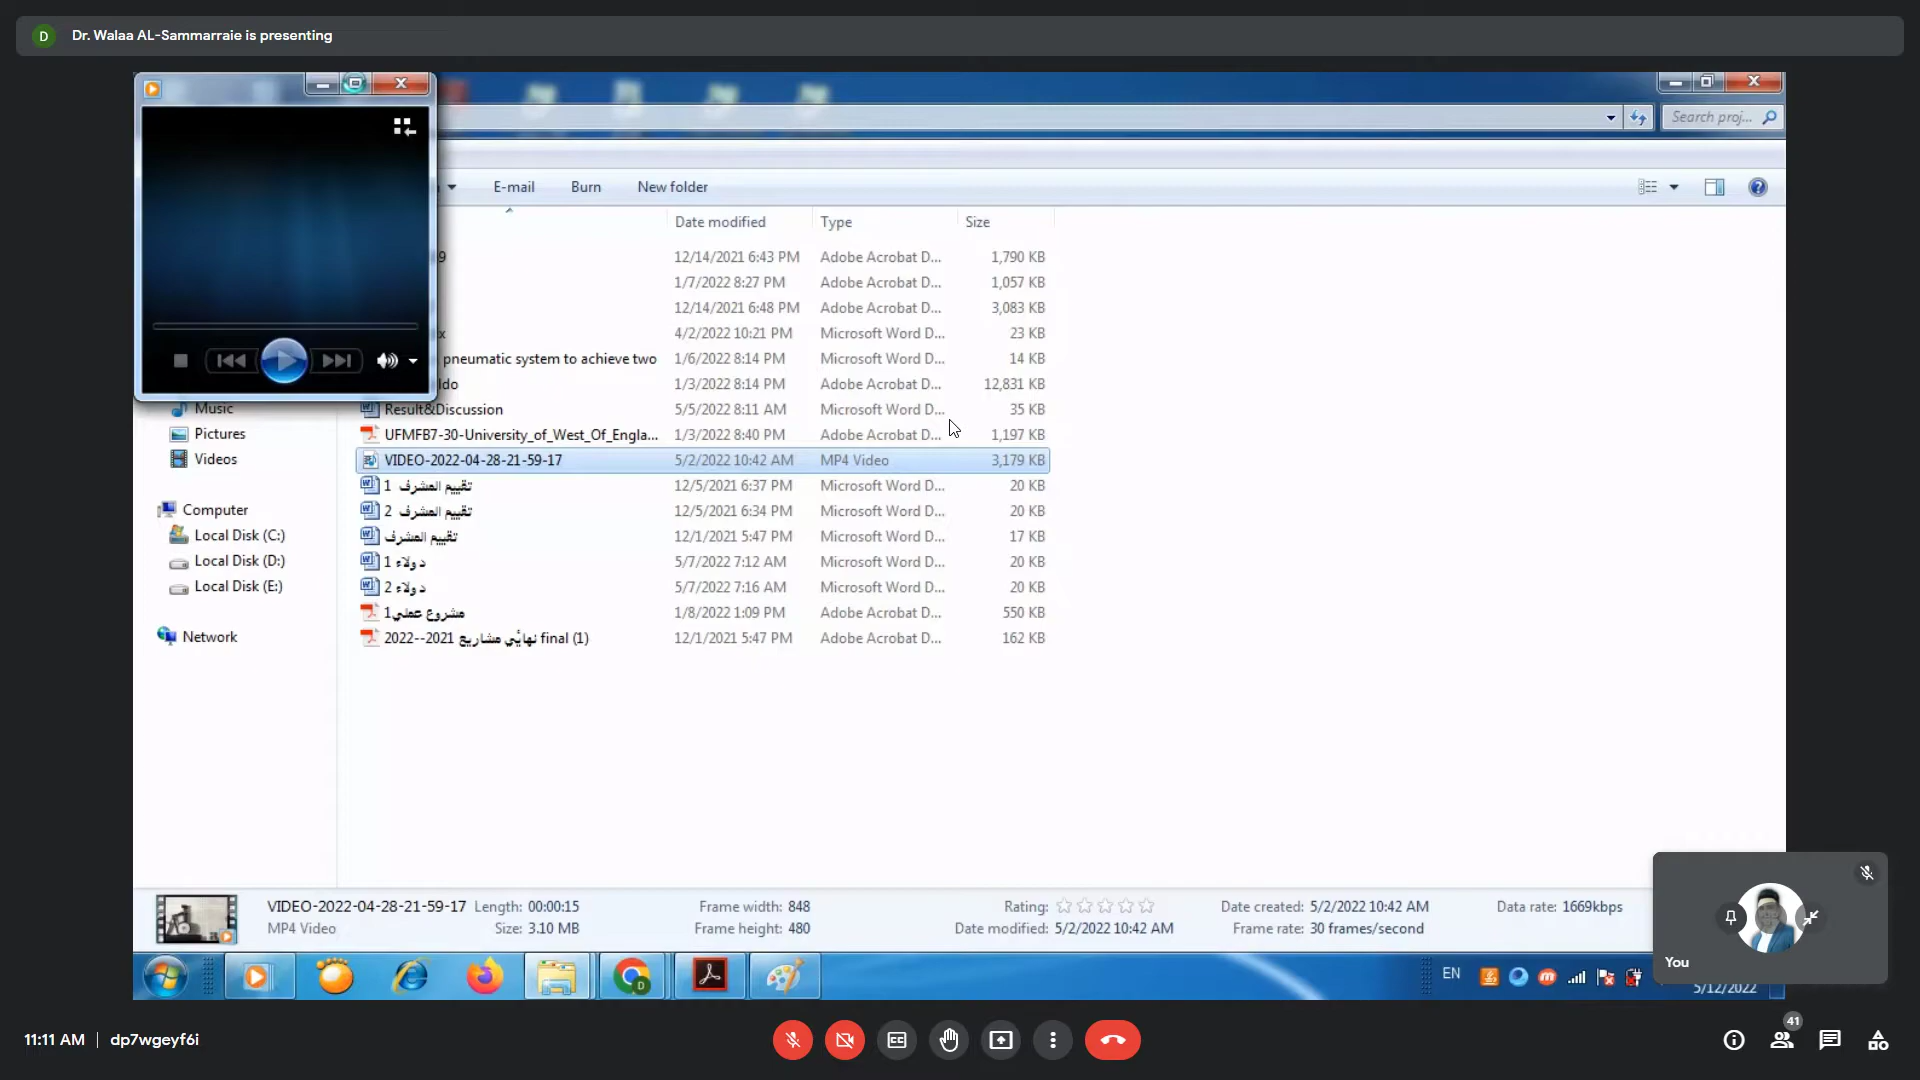 D Dr. Walaa AL-Sammarraie is presenting
Search proj...
E-mail Burn New folder
Date modified Type Size
9 12/14/2021 6:43 PM Adobe Acrobat D... 1,790 KB
1/7/2022 8:27 PM Adobe Acrobat D... 1,057 KB
12/14/2021 6:48 PM Adobe Acrobat D... 3,083 KB
x 4/2/2022 10:21 PM Microsoft Word D... 23 KB
pneumatic system to achieve two 1/6/2022 8:14 PM Microsoft Word D... 14 KB
ldo 1/3/2022 8:14 PM Adobe Acrobat D... 12,831 KB
Music Result&Discussion 5/5/2022 8:11 AM Microsoft Word D... 35 KB
Pictures UFMFB7-30-University_of_West_Of_Engla... 1/3/2022 8:40 PM Adobe Acrobat D... 1,197 KB
Videos VIDEO-2022-04-28-21-59-17 5/2/2022 10:42 AM MP4 Video 3,179 KB
تقييم المشرف 1 12/5/2021 6:37 PM Microsoft Word D... 20 KB
Computer تقييم المشرف 2 12/5/2021 6:34 PM Microsoft Word D... 20 KB
Local Disk (C:) تقييم المشرف 12/1/2021 5:47 PM Microsoft Word D... 17 KB
Local Disk (D:) د ولاء 1 5/7/2022 7:12 AM Microsoft Word D... 20 KB
Local Disk (E:) د ولاء 2 5/7/2022 7:16 AM Microsoft Word D... 20 KB
مشروع عملي1 1/8/2022 1:09 PM Adobe Acrobat D... 550 KB
Network 2022--2021 نهائي مشاريع final (1) 12/1/2021 5:47 PM Adobe Acrobat D... 162 KB
VIDEO-2022-04-28-21-59-17 Length: 00:00:15 Frame width: 848 Rating: Date created: 5/2/2022 10:42 AM Data rate: 1669kbps
MP4 Video Size: 3.10 MB Frame height: 480 Date modified: 5/2/2022 10:42 AM Frame rate: 30 frames/second
You
EN
5/12/2022
11:11 AM | dp7wgeyf6i
41